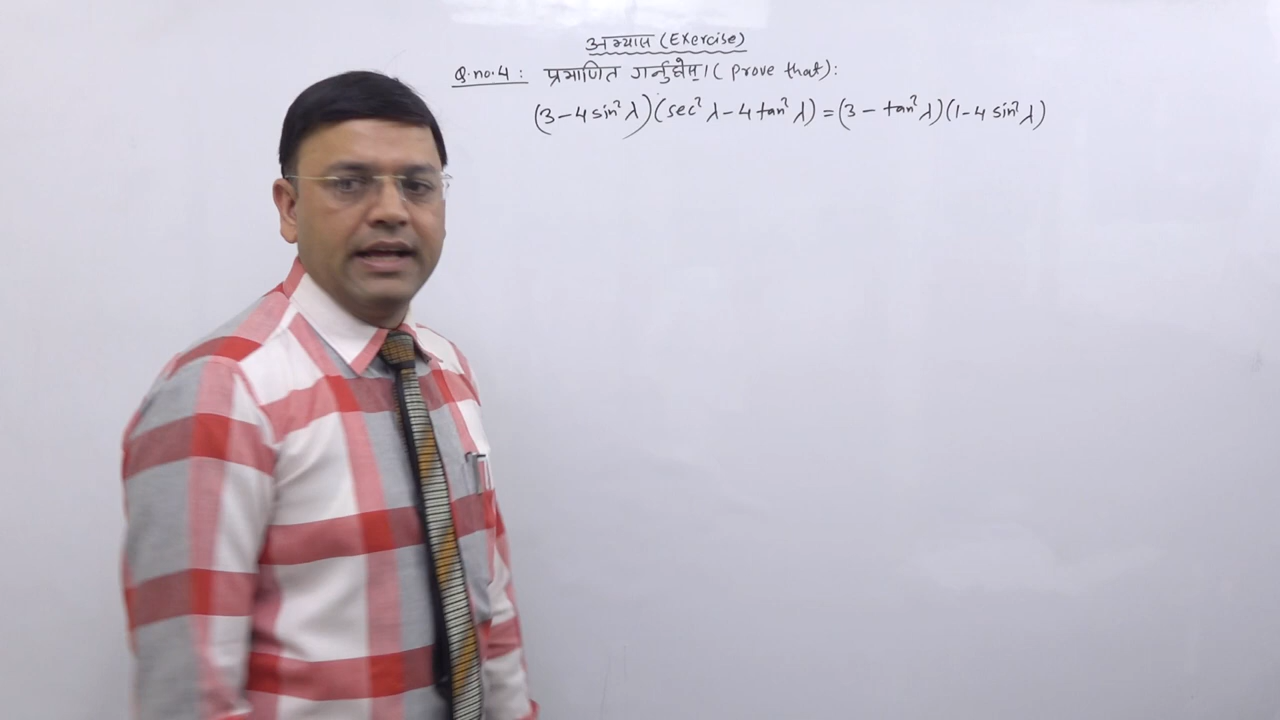 अभ्यास (Exercise)
Q.no.4 : प्रमाणित गर्नुहोस् । ( Prove that ) :
(3 - 4 sin² λ) (sec² λ - 4 tan² λ) = (3 - tan² λ) (1 - 4 sin² λ)